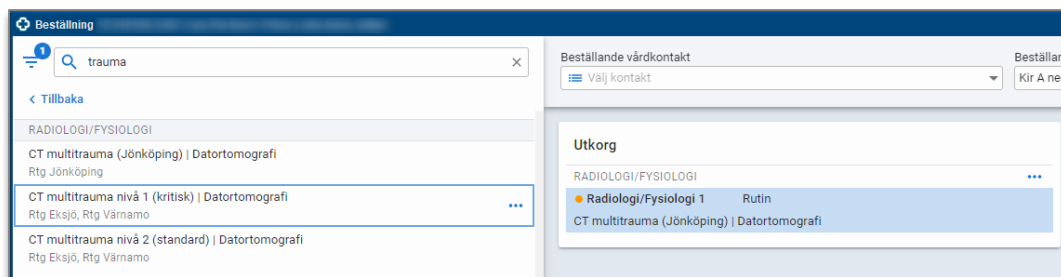 Beställning
1
trauma
Tillbaka
RADIOLOGI/FYSIOLOGI
CT multitrauma (Jönköping) | Datortomografi
Rtg Jönköping
CT multitrauma nivå 1 (kritisk) | Datortomografi
Rtg Eksjö, Rtg Värnamo
CT multitrauma nivå 2 (standard) | Datortomografi
Rtg Eksjö, Rtg Värnamo
Beställande vårdkontakt
Välj kontakt
Beställar
Kir A ne
Utkorg
RADIOLOGI/FYSIOLOGI
Radiologi/Fysiologi 1 Rutin
CT multitrauma (Jönköping) | Datortomografi